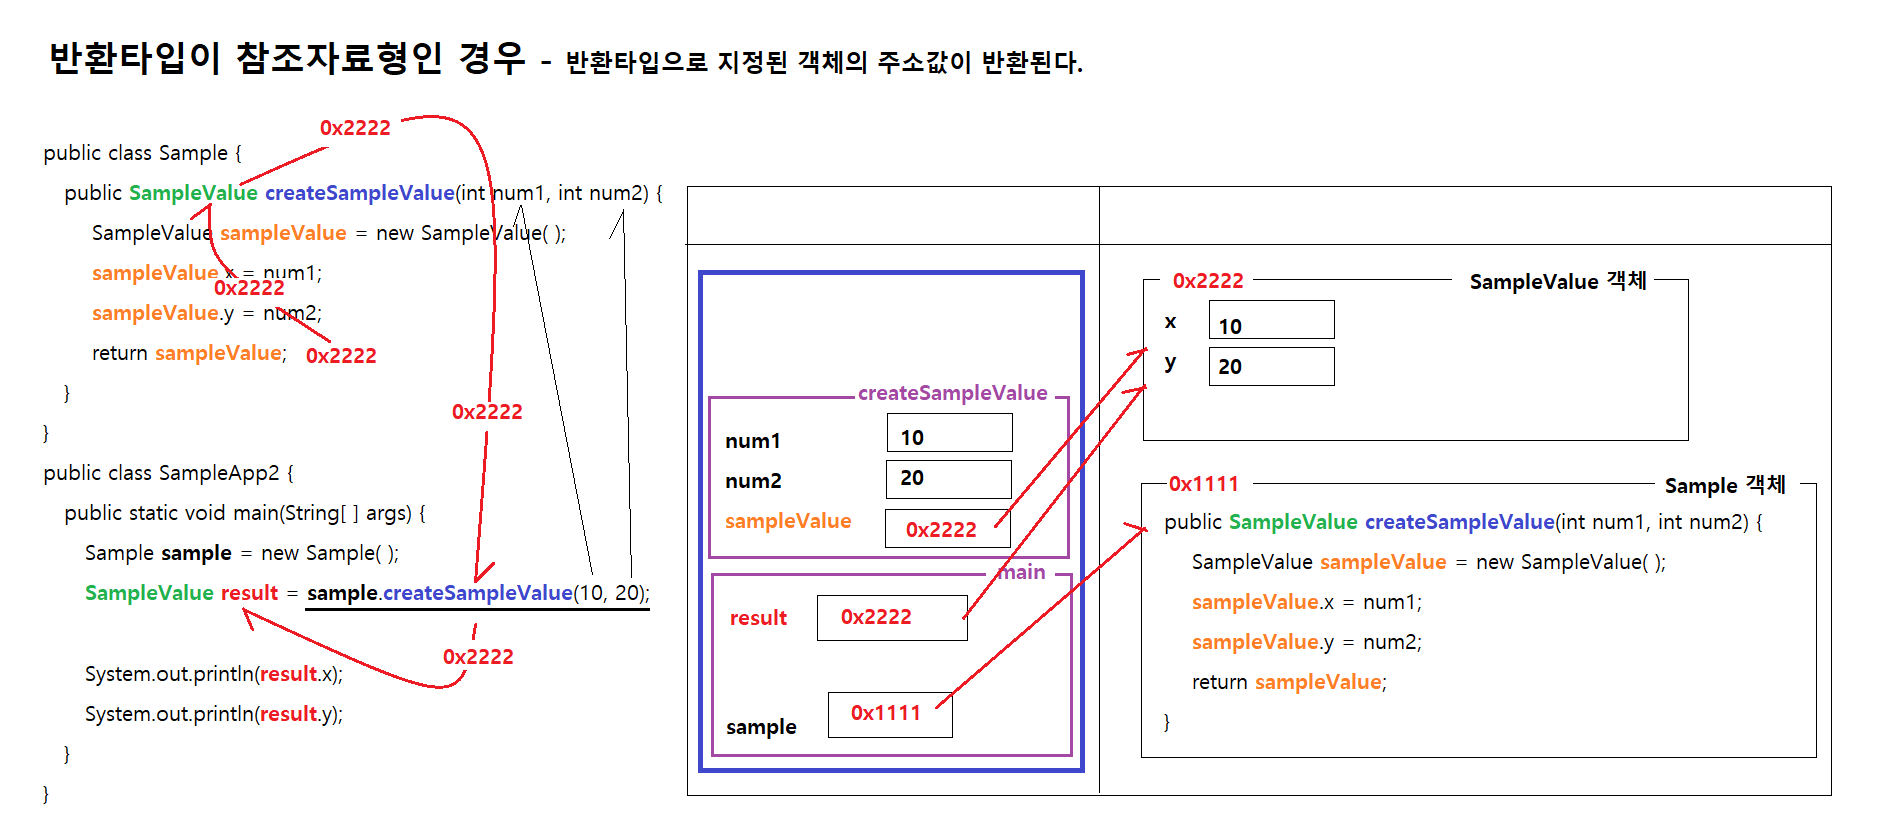 반환타입이 참조자료형인 경우 - 반환타입으로 지정된 객체의 주소값이 반환된다.
0x2222
public class Sample {
public SampleValue createSampleValue(int num1, int num2) {
SampleValue sampleValue = new SampleValue( );
sampleValue.x = num1;
0x2222
sampleValue.y = num2;
return sampleValue; 0x2222
}
}
0x2222
public class SampleApp2 {
public static void main(String[ ] args) {
Sample sample = new Sample( );
SampleValue result = sample.createSampleValue(10, 20);
0x2222
System.out.println(result.x);
System.out.println(result.y);
}
}
createSampleValue
num1 10
num2 20
sampleValue 0x2222
main
result 0x2222
sample 0x1111
0x2222 SampleValue 객체
x 10
y 20
0x1111 Sample 객체
public SampleValue createSampleValue(int num1, int num2) {
SampleValue sampleValue = new SampleValue( );
sampleValue.x = num1;
sampleValue.y = num2;
return sampleValue;
}